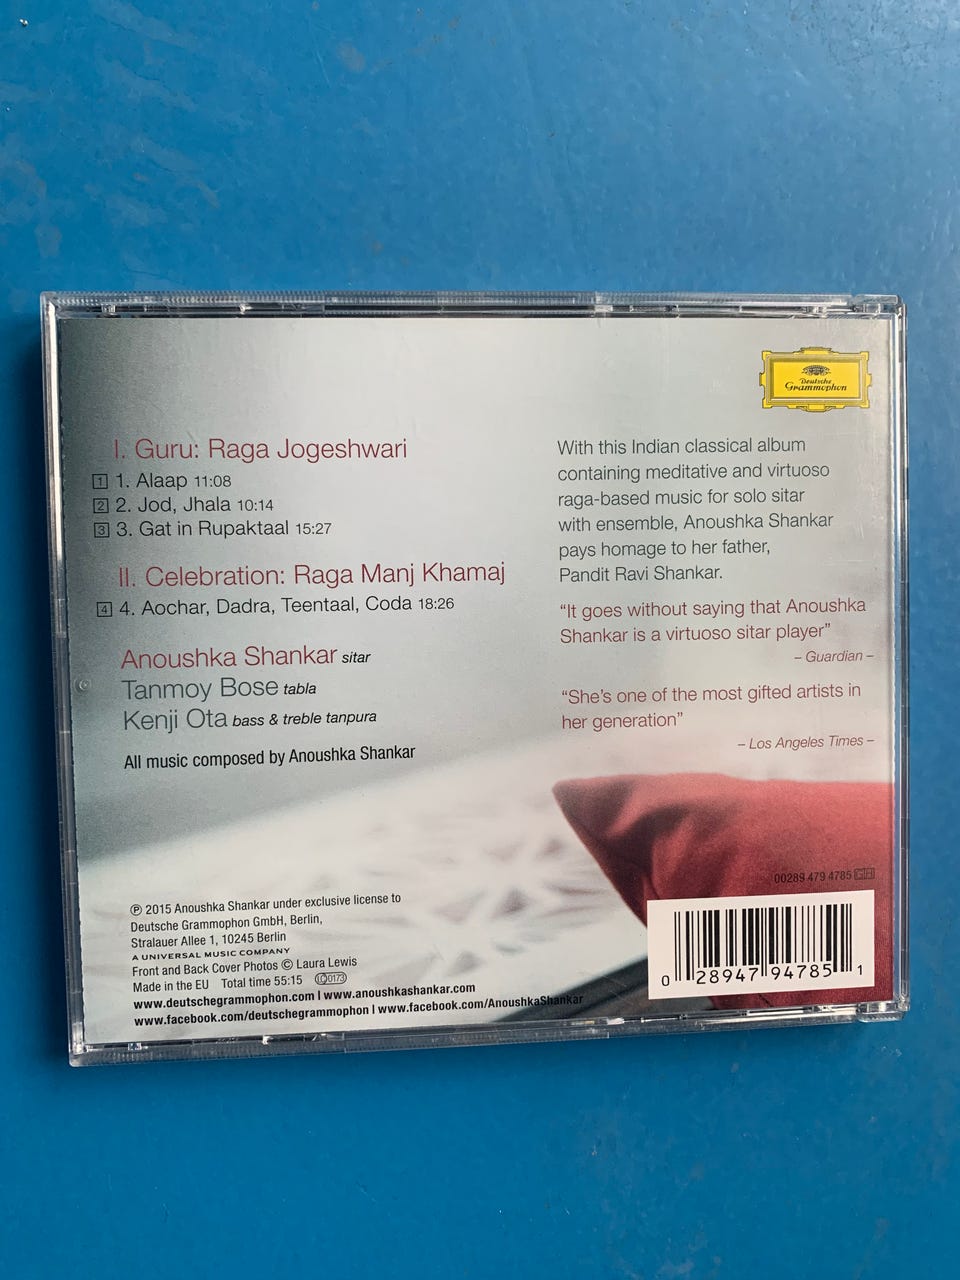 Deutsche
Grammophon
I. Guru: Raga Jogeshwari
1 1. Alaap 11:08
2 2. Jod, Jhala 10:14
3 3. Gat in Rupaktaal 15:27
II. Celebration: Raga Manj Khamaj
4 4. Aochar, Dadra, Teentaal, Coda 18:26
Anoushka Shankar sitar
Tanmoy Bose tabla
Kenji Ota bass & treble tanpura
All music composed by Anoushka Shankar
With this Indian classical album
containing meditative and virtuoso
raga-based music for solo sitar
with ensemble, Anoushka Shankar
pays homage to her father,
Pandit Ravi Shankar.
“It goes without saying that Anoushka
Shankar is a virtuoso sitar player”
– Guardian –
“She's one of the most gifted artists in
her generation”
– Los Angeles Times –
℗ 2015 Anoushka Shankar under exclusive license to
Deutsche Grammophon GmbH, Berlin,
Stralauer Allee 1, 10245 Berlin
A UNIVERSAL MUSIC COMPANY
Front and Back Cover Photos © Laura Lewis
Made in the EU Total time 55:15 LC 0173
www.deutschegrammophon.com | www.anoushkashankar.com
www.facebook.com/deutschegrammophon | www.facebook.com/AnoushkaShankar
00289 479 4785 GH
0 28947 94785 1